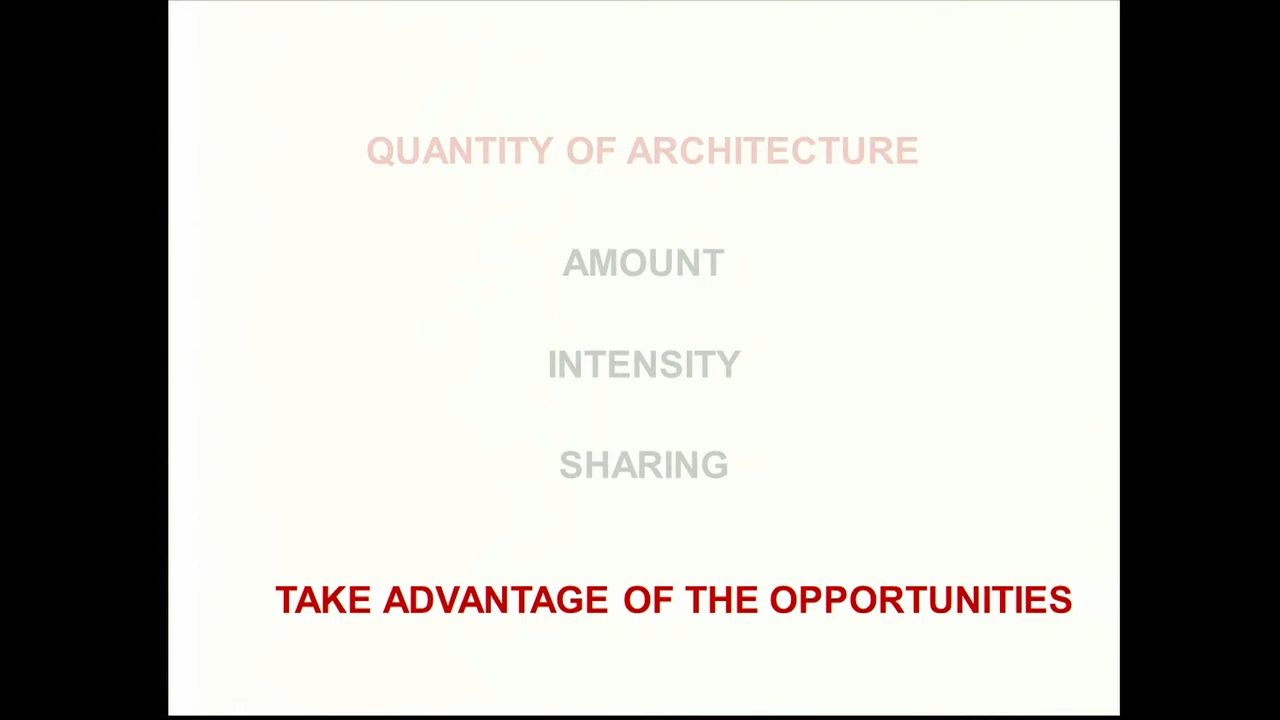 QUANTITY OF ARCHITECTURE
AMOUNT
INTENSITY
SHARING
TAKE ADVANTAGE OF THE OPPORTUNITIES